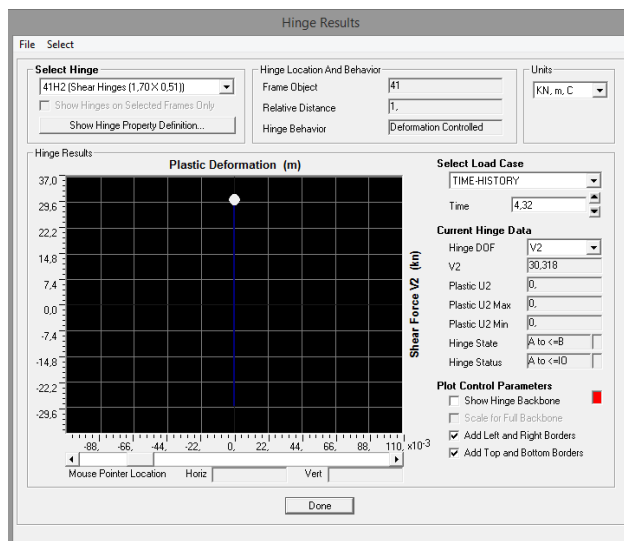 Hinge Results
File Select
Select Hinge
41H2 (Shear Hinges (1,70X0,51))
Show Hinges on Selected Frames Only
Show Hinge Property Definition...
Hinge Location And Behavior
Frame Object 41
Relative Distance 1,
Hinge Behavior Deformation Controlled
Units
KN, m, C
Hinge Results
Plastic Deformation (m)
37,0
29,6
22,2
14,8
7,4
0,0
-7,4
-14,8
-22,2
-29,6
-88, -66, -44, -22, 0, 22, 44, 66, 88, 110, x10-3
Shear Force V2 (kn)
Mouse Pointer Location Horiz Vert
Select Load Case
TIME-HISTORY
Time 4,32
Current Hinge Data
Hinge DOF V2
V2 30,318
Plastic U2 0,
Plastic U2 Max 0,
Plastic U2 Min 0,
Hinge State A to <=B
Hinge Status A to <=IO
Plot Control Parameters
Show Hinge Backbone
Scale for Full Backbone
Add Left and Right Borders
Add Top and Bottom Borders
Done